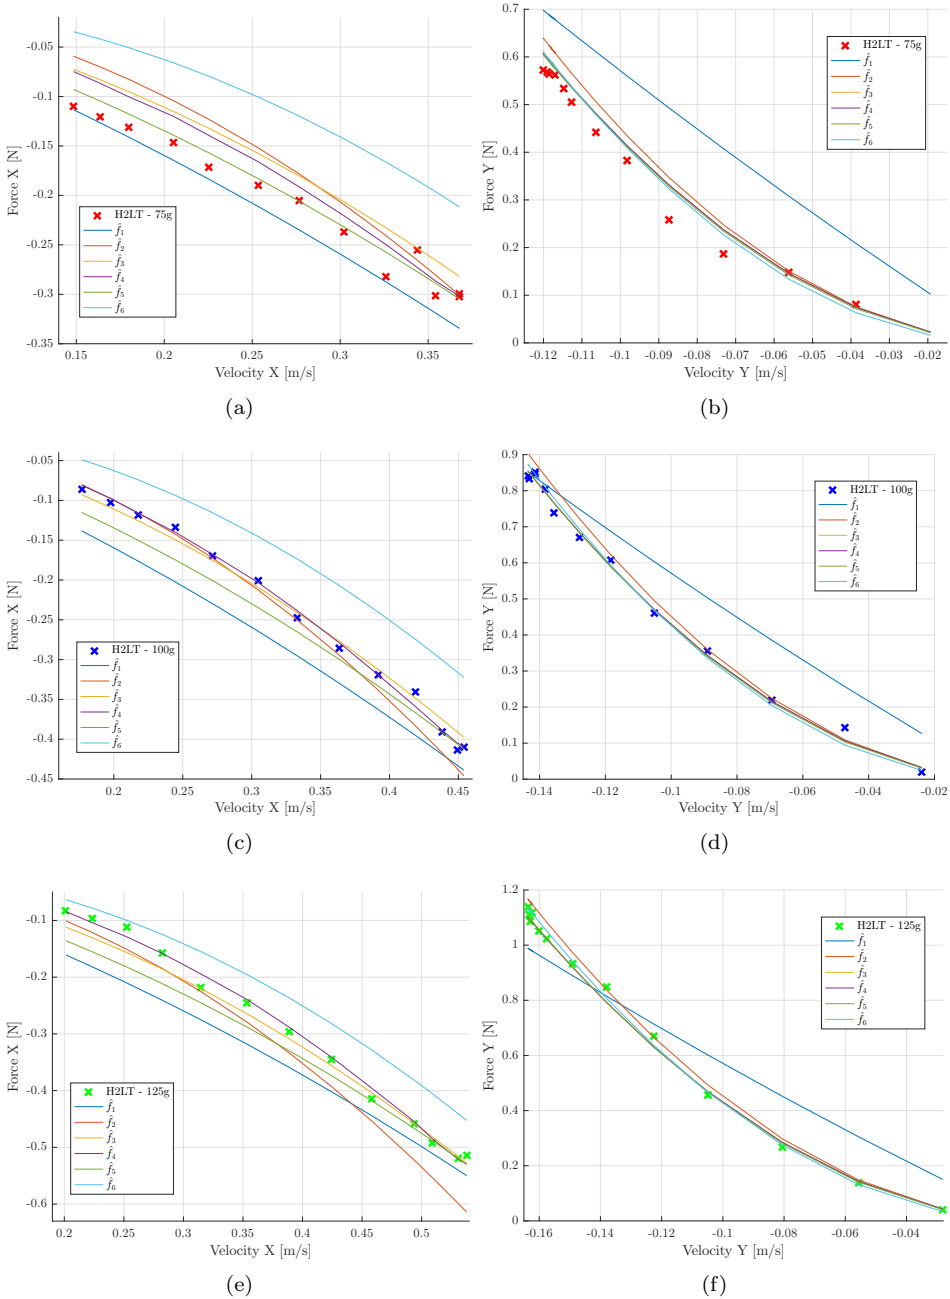 -0.05
-0.1
-0.15
-0.2
-0.25
-0.3
-0.35
Force X [N]
H2LT - 75g
f̂₁
f̂₂
f̂₃
f̂₄
f̂₅
f̂₆
0.15 0.2 0.25 0.3 0.35
Velocity X [m/s]
(a)
0.7
0.6
0.5
0.4
0.3
0.2
0.1
0
Force Y [N]
H2LT - 75g
f̂₁
f̂₂
f̂₃
f̂₄
f̂₅
f̂₆
-0.12 -0.11 -0.1 -0.09 -0.08 -0.07 -0.06 -0.05 -0.04 -0.03 -0.02
Velocity Y [m/s]
(b)
-0.05
-0.1
-0.15
-0.2
-0.25
-0.3
-0.35
-0.4
-0.45
Force X [N]
H2LT - 100g
f̂₁
f̂₂
f̂₃
f̂₄
f̂₅
f̂₆
0.2 0.25 0.3 0.35 0.4 0.45
Velocity X [m/s]
(c)
0.9
0.8
0.7
0.6
0.5
0.4
0.3
0.2
0.1
0
Force Y [N]
H2LT - 100g
f̂₁
f̂₂
f̂₃
f̂₄
f̂₅
f̂₆
-0.14 -0.12 -0.1 -0.08 -0.06 -0.04 -0.02
Velocity Y [m/s]
(d)
-0.1
-0.2
-0.3
-0.4
-0.5
-0.6
Force X [N]
H2LT - 125g
f̂₁
f̂₂
f̂₃
f̂₄
f̂₅
f̂₆
0.2 0.25 0.3 0.35 0.4 0.45 0.5
Velocity X [m/s]
(e)
1.2
1
0.8
0.6
0.4
0.2
0
Force Y [N]
H2LT - 125g
f̂₁
f̂₂
f̂₃
f̂₄
f̂₅
f̂₆
-0.16 -0.14 -0.12 -0.1 -0.08 -0.06 -0.04
Velocity Y [m/s]
(f)